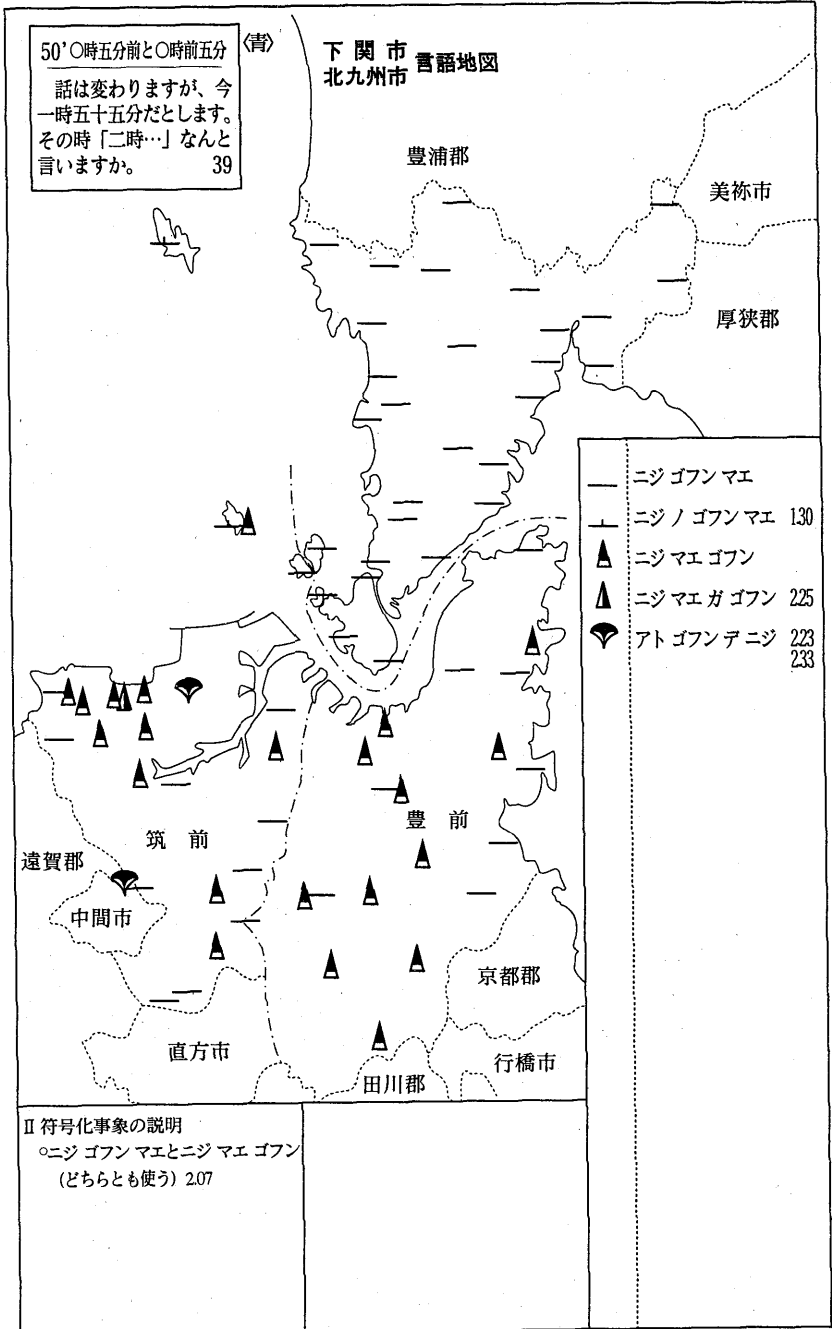 50'〇時五分前と〇時前五分
話は変わりますが、今
一時五十五分だとします。
その時「二時…」なんと
言いますか。 39
〈青〉
下関市
北九州市 言語地図
豊浦郡
美祢市
厚狭郡
ニジ ゴフン マエ
ニジ ノ ゴフン マエ 1.30
ニジ マエ ゴフン
ニジ マエ ガ ゴフン 2.25
アト ゴフン デ ニジ 2.23
2.33
筑前
豊前
遠賀郡
中間市
京都郡
直方市
行橋市
田川郡
Ⅱ 符号化事象の説明
○ニジ ゴフン マエとニジ マエ ゴフン
(どちらとも使う) 2.07